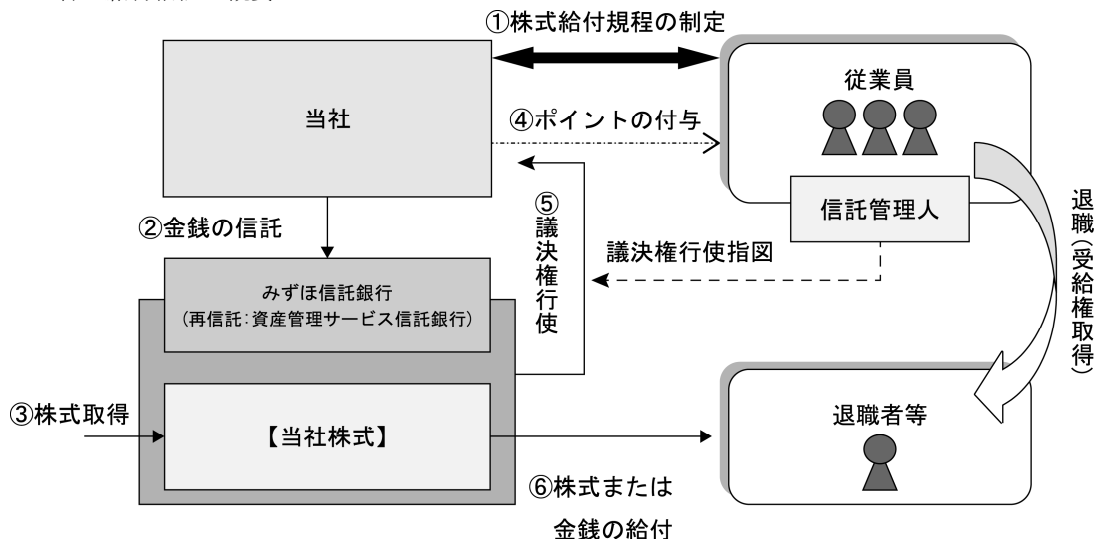 ①株式給付規程の制定
当社
従業員
④ポイントの付与
信託管理人
②金銭の信託
⑤議決権行使
議決権行使指図
退職(受給権取得)
みずほ信託銀行
(再信託:資産管理サービス信託銀行)
③株式取得
【当社株式】
退職者等
⑥株式または
金銭の給付